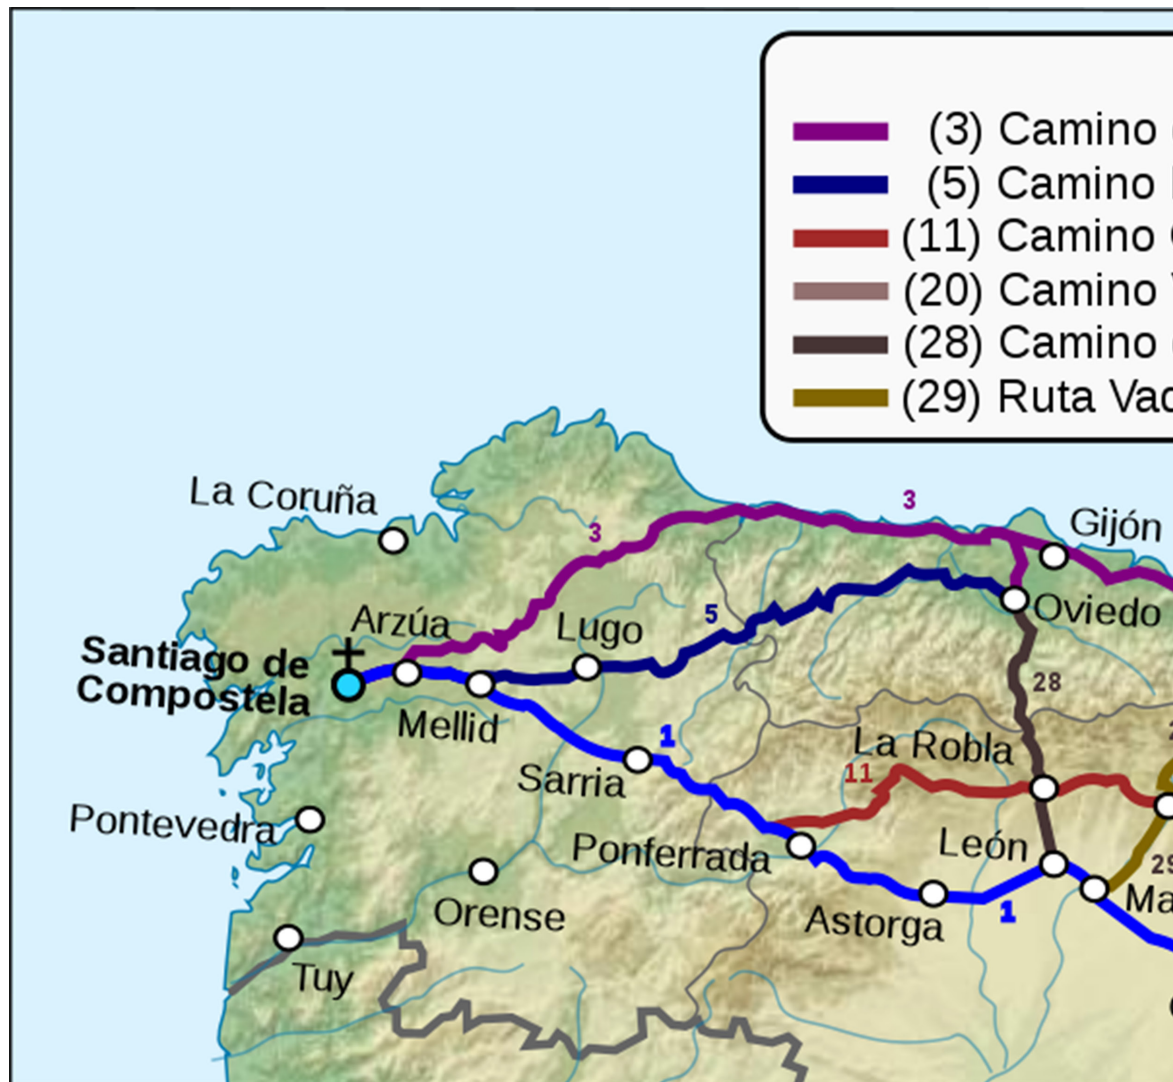 (3) Camino
(5) Camino
(11) Camino
(20) Camino
(28) Camino
(29) Ruta
La Coruña
3
3
Gijón
Arzúa
Lugo
5
Oviedo
Santiago de
Compostela
28
Mellid
1
La Robla
Sarria
11
Pontevedra
Ponferrada
León
Orense
Astorga
1
Tuy